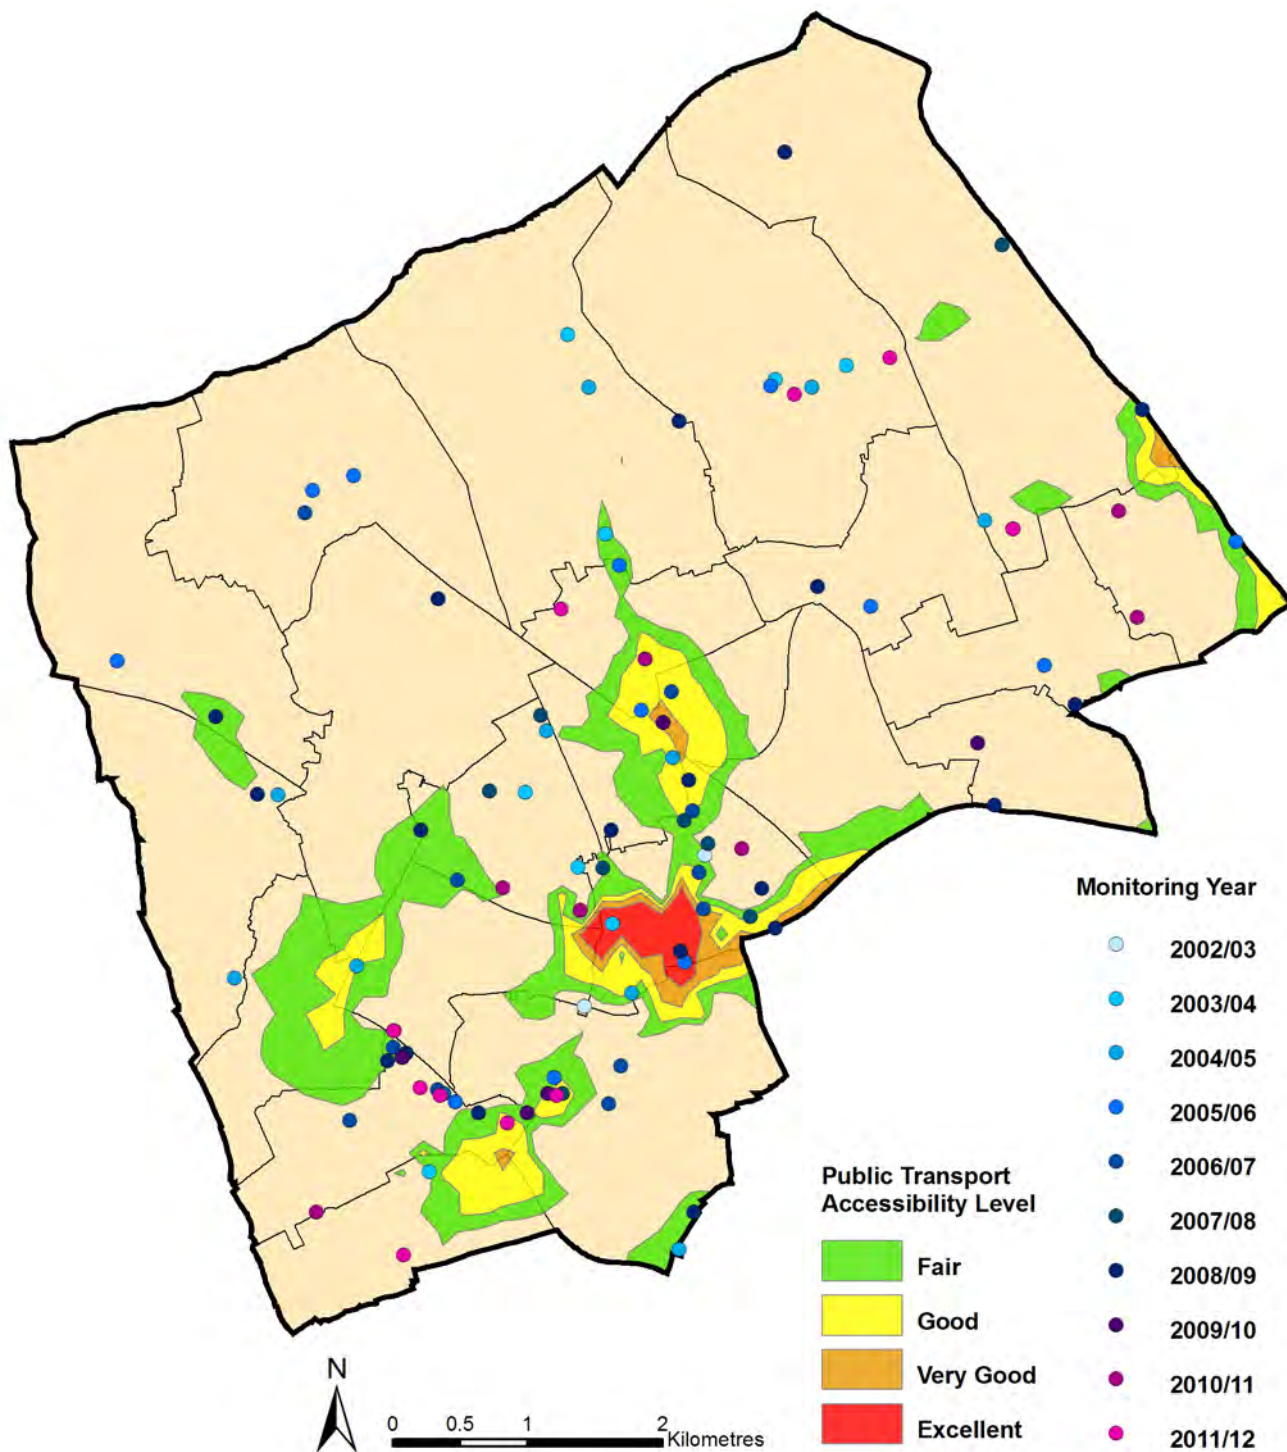 Monitoring Year
2002/03
2003/04
2004/05
2005/06
2006/07
2007/08
2008/09
2009/10
2010/11
2011/12
Public Transport
Accessibility Level
Fair
Good
Very Good
Excellent
N
0 0.5 1 2
Kilometres